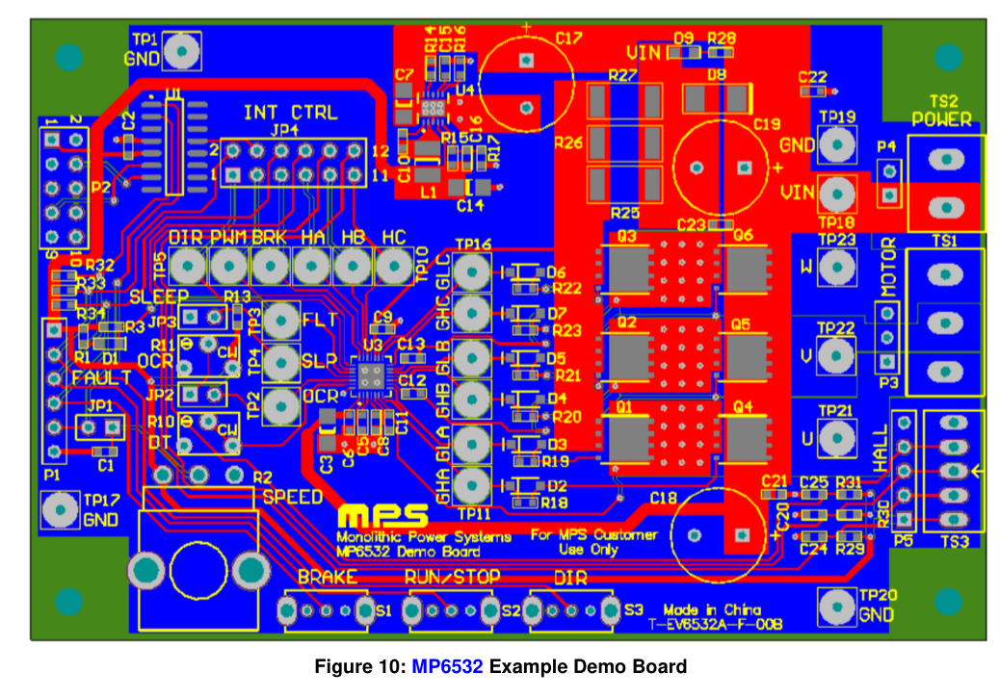 TP1
GND
U1
C2
INT CTRL
JP4
2
12
1
11
1
2
P2
9
10
R14
C15
R16
C7
U4
C17
+
C10
L1
R15
C16
R17
C14
VIN
D9
R28
R27
D8
C22
R26
C19
+
R25
C23
TS2
POWER
TP19
GND
P4
VIN
TP18
DIR
PWM
BRK
HA
HB
HC
TP5
TP10
TP16
R32
R33
R34
SLEEP
JP3
R13
R3
R1
D1
R11
OCR
CW
FAULT
JP2
R10
DT
CW
JP1
C1
P1
TP3
FLT
TP4
SLP
TP2
OCR
C9
U3
C13
C12
C3
C6
C5
C8
C11
GLC
GHC
GLB
GHB
GLA
GHA
TP11
D6
R22
D7
R23
D5
R21
D4
R20
D3
R19
D2
R18
Q3
Q6
Q2
Q5
Q1
Q4
TP23
W
TP22
V
TP21
U
MOTOR
P3
TS1
HALL
P5
TS3
R2
SPEED
TP17
GND
C18
+
C21
C25
R31
C20
C24
R29
R30
MPS
Monolithic Power Systems
MP6532 Demo Board
For MPS Customer
Use Only
BRAKE
RUN/STOP
DIR
S1
S2
S3
Made in China
T-EV6532A-F-00B
TP20
GND
Figure 10: MP6532 Example Demo Board